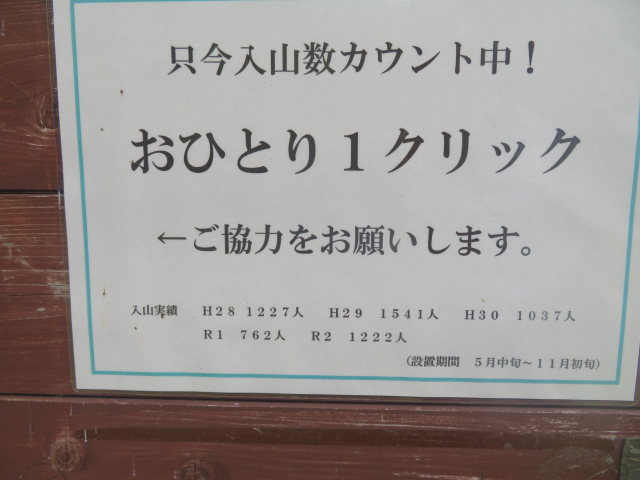 只今入山数カウント中！
おひとり１クリック
←ご協力をお願いします。
入山実績　H28 1227人　H29 1541人　H30 1037人
R1 762人　R2 1222人
（設置期間　5月中旬～11月初旬）